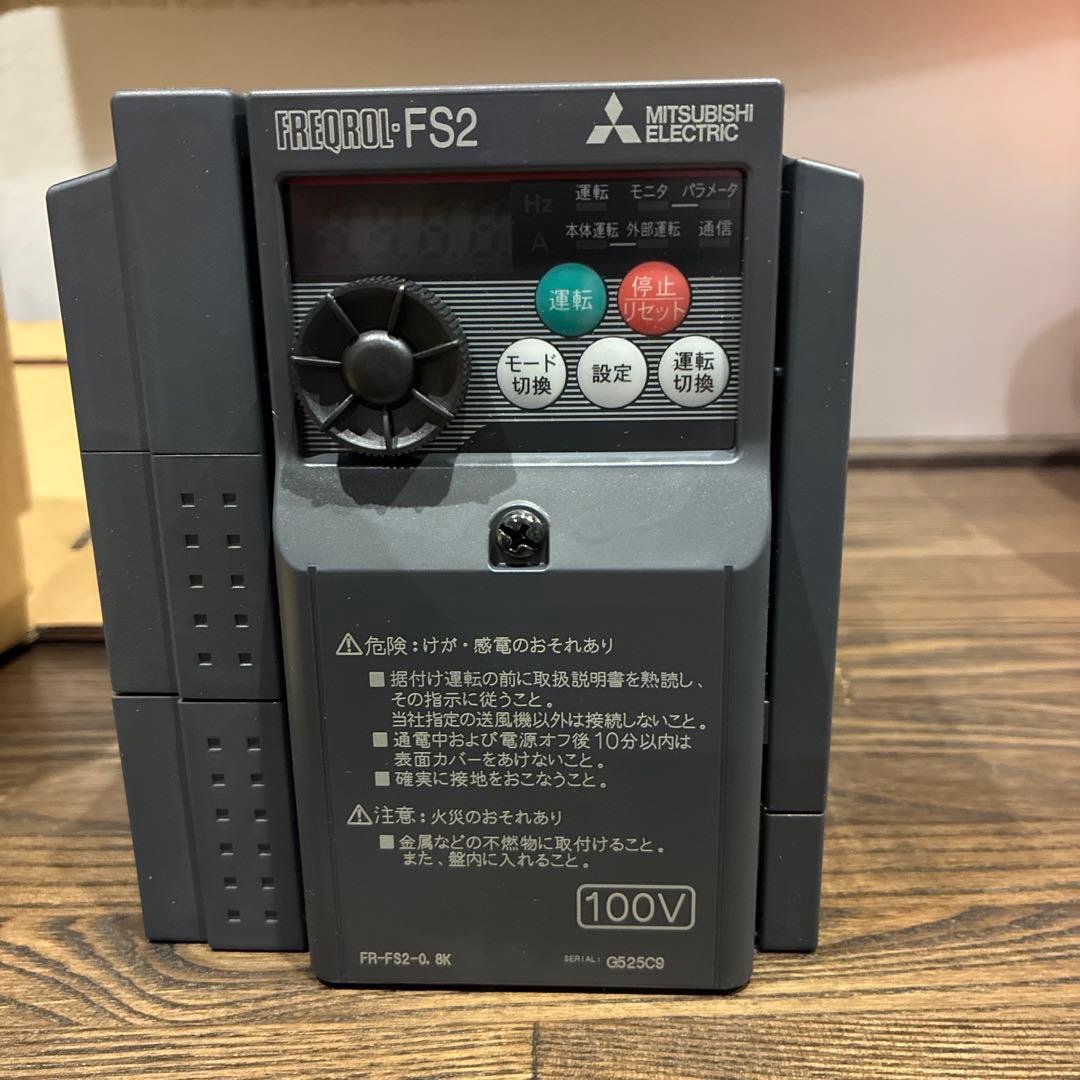 FREQROL-FS2
MITSUBISHI
ELECTRIC
Hz 運転 モニタ パラメータ
A 本体運転 外部運転 通信
運転
停止
リセット
モード
切換
設定
運転
切換
⚠危険:けが・感電のおそれあり
■据付け運転の前に取扱説明書を熟読し、
その指示に従うこと。
当社指定の送風機以外は接続しないこと。
■通電中および電源オフ後10分以内は
表面カバーをあけないこと。
■確実に接地をおこなうこと。
⚠注意:火災のおそれあり
■金属などの不燃物に取付けること。
また、盤内に入れること。
100V
FR-FS2-0.8K SERIAL: G525C9